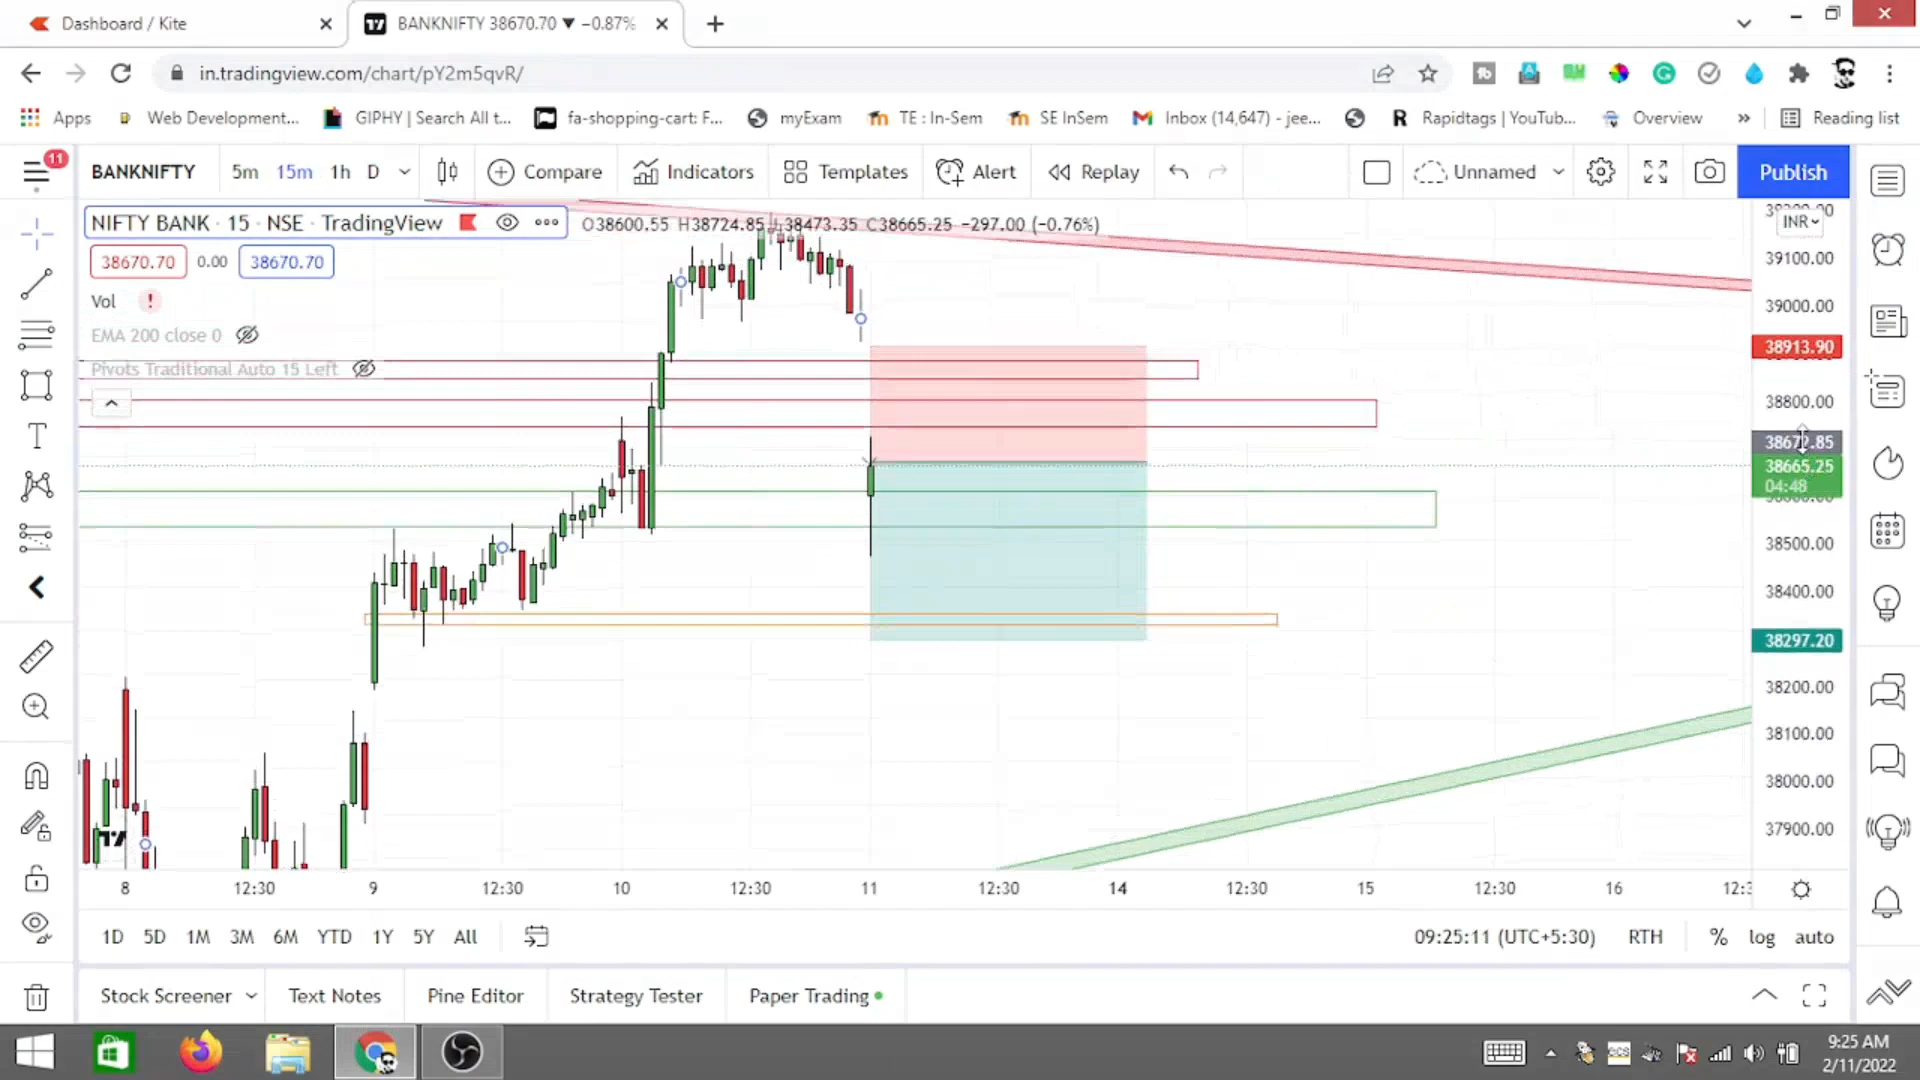 Dashboard / Kite
BANKNIFTY 38670.70 ▼ −0.87%
in.tradingview.com/chart/pY2m5qvR/
Apps
Web Development...
GIPHY | Search All t...
fa-shopping-cart: F...
myExam
TE : In-Sem
SE InSem
Inbox (14,647) - jee...
Rapidtags | YouTub...
Overview
»
Reading list
11
BANKNIFTY
5m 15m 1h D
Compare
Indicators
Templates
Alert
Replay
Unnamed
Publish
NIFTY BANK · 15 · NSE · TradingView
O38600.55 H38724.85 L38473.35 C38665.25 −297.00 (−0.76%)
INR
38670.70 0.00 38670.70
Vol
EMA 200 close 0
Pivots Traditional Auto 15 Left
39100.00
39000.00
38913.90
38800.00
38672.85
38665.25
04:48
38500.00
38400.00
38297.20
38200.00
38100.00
38000.00
37900.00
8 12:30 9 12:30 10 12:30 11 12:30 14 12:30 15 12:30 16
1D 5D 1M 3M 6M YTD 1Y 5Y All
09:25:11 (UTC+5:30) RTH % log auto
Stock Screener
Text Notes
Pine Editor
Strategy Tester
Paper Trading
9:25 AM
2/11/2022